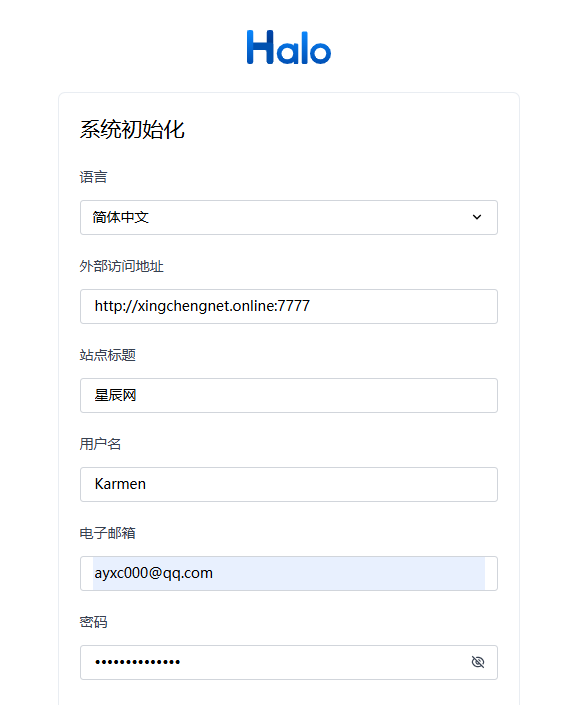 Halo
系统初始化
语言
简体中文
外部访问地址
http://xingchengnet.online:7777
站点标题
星辰网
用户名
Karmen
电子邮箱
ayxc000@qq.com
密码
••••••••••••••